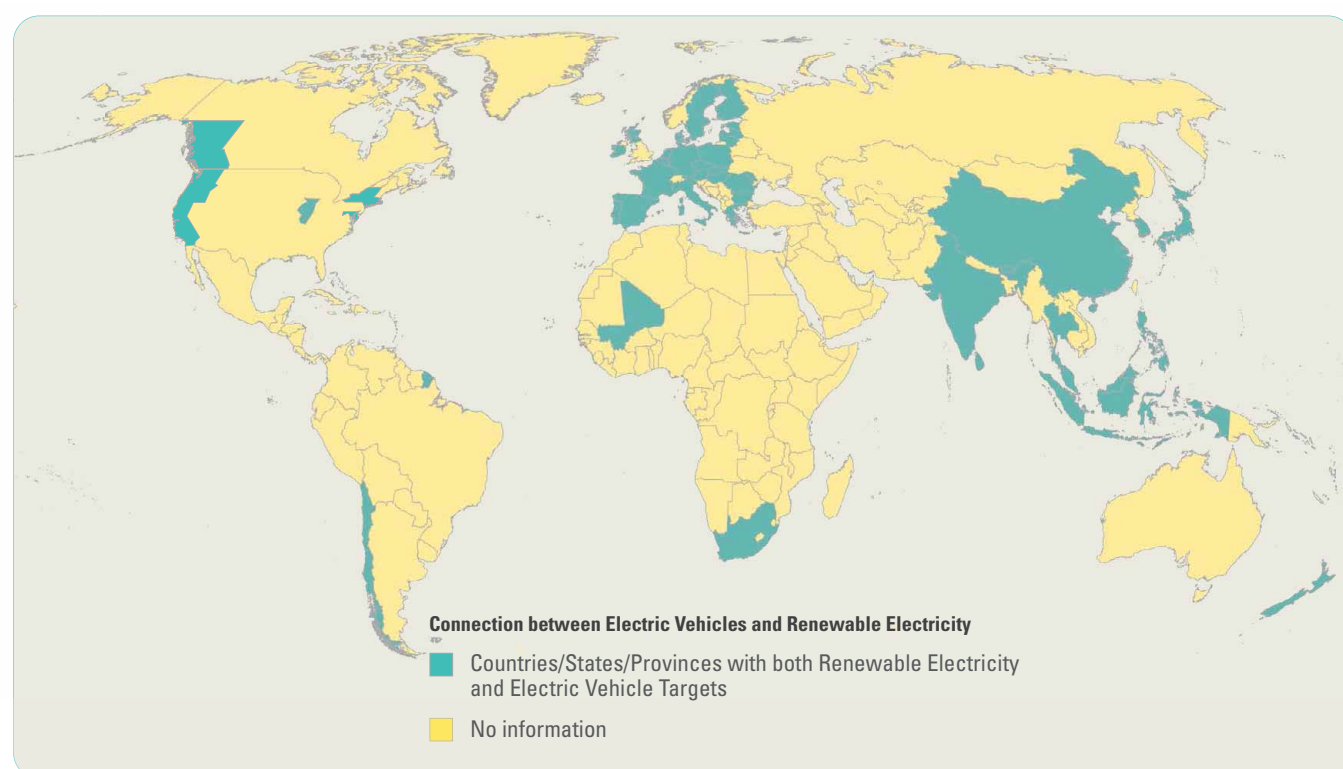 Connection between Electric Vehicles and Renewable Electricity
Countries/States/Provinces with both Renewable Electricity
and Electric Vehicle Targets
No information